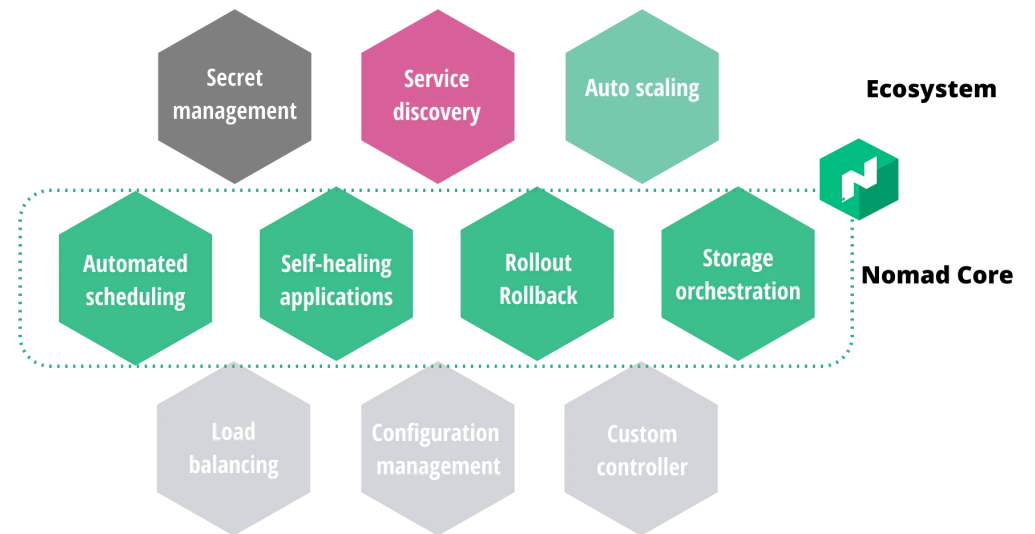 Secret
management
Service
discovery
Auto scaling
Ecosystem
Automated
scheduling
Self-healing
applications
Rollout
Rollback
Storage
orchestration
Nomad Core
Load
balancing
Configuration
management
Custom
controller